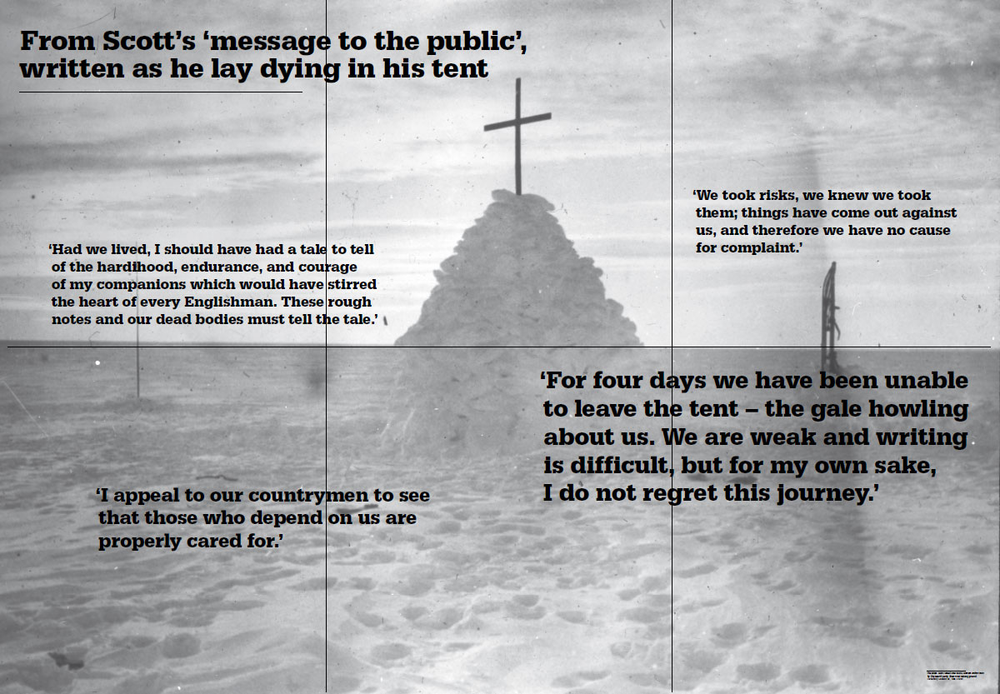 From Scott’s ‘message to the public’,
written as he lay dying in his tent
‘We took risks, we knew we took
them; things have come out against
us, and therefore we have no cause
for complaint.’
‘Had we lived, I should have had a tale to tell
of the hardihood, endurance, and courage
of my companions which would have stirred
the heart of every Englishman. These rough
notes and our dead bodies must tell the tale.’
‘For four days we have been unable
to leave the tent – the gale howling
about us. We are weak and writing
is difficult, but for my own sake,
I do not regret this journey.’
‘I appeal to our countrymen to see
that those who depend on us are
properly cared for.’